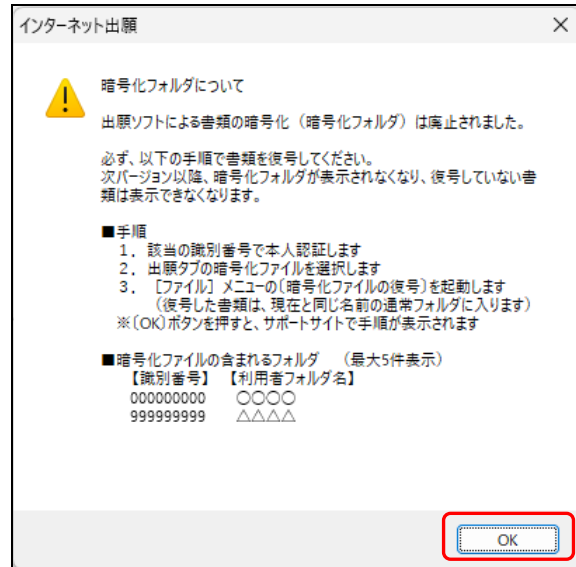 インターネット出願
暗号化フォルダについて
出願ソフトによる書類の暗号化（暗号化フォルダ）は廃止されました。
必ず、以下の手順で書類を復号してください。
次バージョン以降、暗号化フォルダが表示されなくなり、復号していない書
類は表示できなくなります。
■手順
1．該当の識別番号で本人認証します
2．出願タブの暗号化ファイルを選択します
3．［ファイル］メニューの〔暗号化ファイルの復号〕を起動します
（復号した書類は、現在と同じ名前の通常フォルダに入ります）
※〔OK〕ボタンを押すと、サポートサイトで手順が表示されます
■暗号化ファイルの含まれるフォルダ　（最大5件表示）
【識別番号】【利用者フォルダ名】
000000000　○○○○
999999999　△△△△
OK